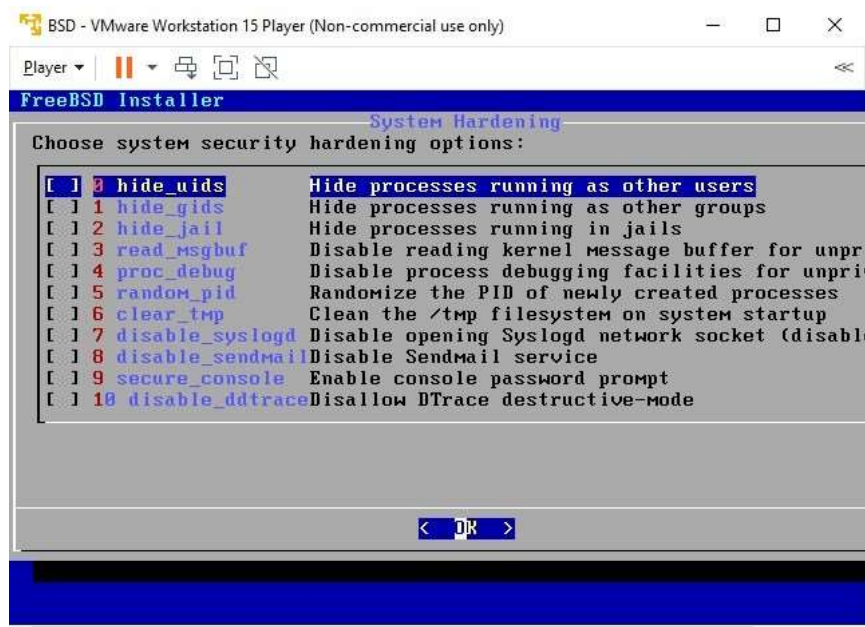 BSD - VMware Workstation 15 Player (Non-commercial use only)
Player
FreeBSD Installer
System Hardening
Choose system security hardening options:
[ ] 0 hide_uids Hide processes running as other users
[ ] 1 hide_gids Hide processes running as other groups
[ ] 2 hide_jail Hide processes running in jails
[ ] 3 read_msgbuf Disable reading kernel message buffer for unpr
[ ] 4 proc_debug Disable process debugging facilities for unpri
[ ] 5 random_pid Randomize the PID of newly created processes
[ ] 6 clear_tmp Clean the /tmp filesystem on system startup
[ ] 7 disable_syslogd Disable opening Syslogd network socket (disabl
[ ] 8 disable_sendmailDisable Sendmail service
[ ] 9 secure_console Enable console password prompt
[ ] 10 disable_ddtraceDisallow DTrace destructive-mode
< OK >